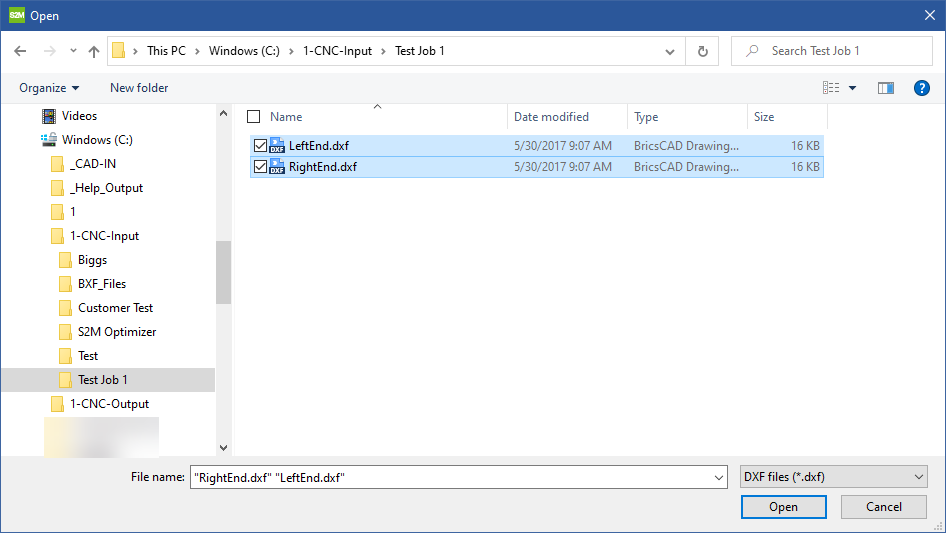 S2M Open
This PC Windows (C:) 1-CNC-Input Test Job 1 Search Test Job 1
Organize New folder ?
Videos
Windows (C:)
_CAD-IN
_Help_Output
1
1-CNC-Input
Biggs
BXF_Files
Customer Test
S2M Optimizer
Test
Test Job 1
1-CNC-Output
Name Date modified Type Size
DXF LeftEnd.dxf 5/30/2017 9:07 AM BricsCAD Drawing... 16 KB
DXF RightEnd.dxf 5/30/2017 9:07 AM BricsCAD Drawing... 16 KB
File name: "RightEnd.dxf" "LeftEnd.dxf" DXF files (*.dxf)
Open Cancel